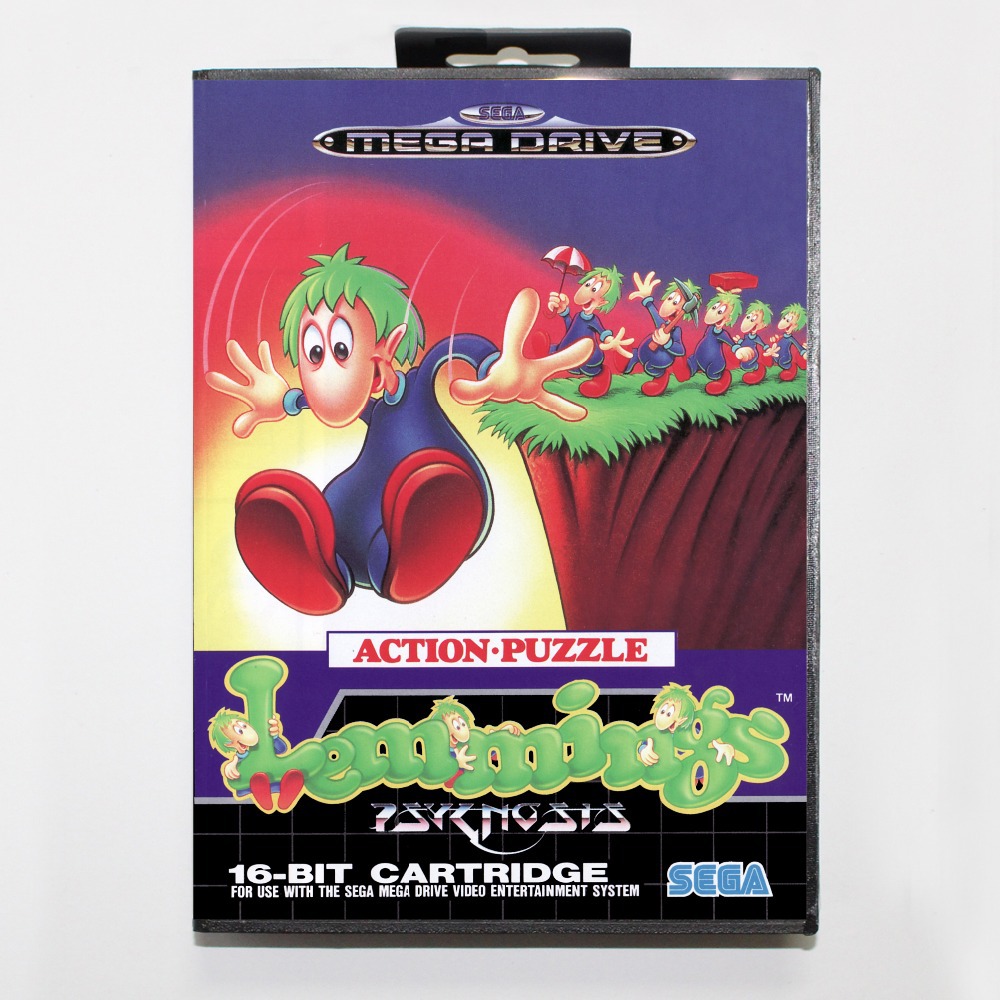 SEGA
MEGA DRIVE
ACTION·PUZZLE
Lemmings
TM
PSYGNOSIS
16-BIT CARTRIDGE
FOR USE WITH THE SEGA MEGA DRIVE VIDEO ENTERTAINMENT SYSTEM
SEGA